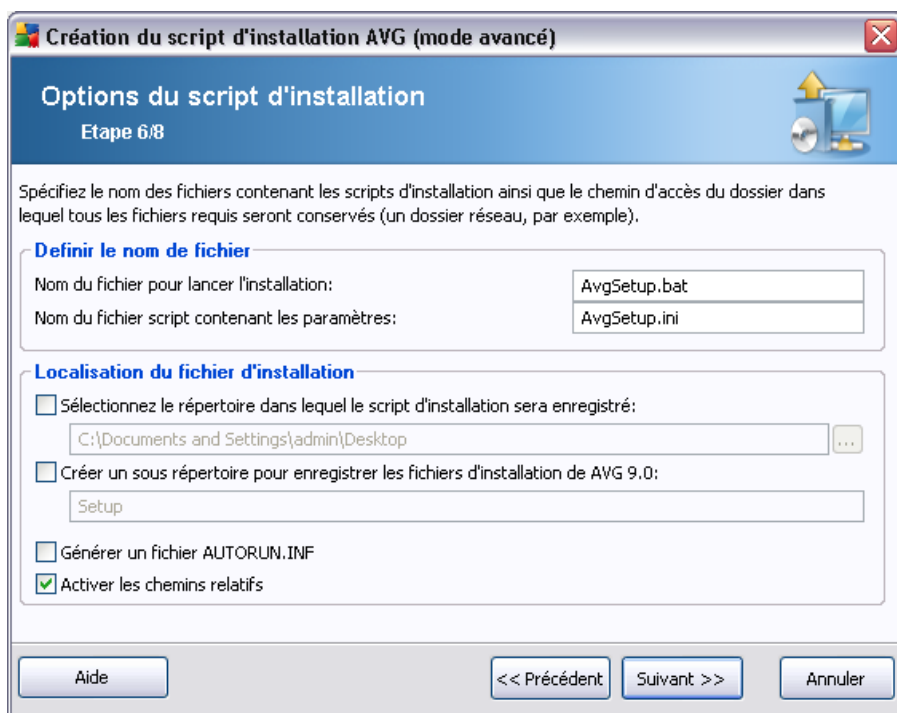 Création du script d'installation AVG (mode avancé)
Options du script d'installation
Etape 6/8
Spécifiez le nom des fichiers contenant les scripts d'installation ainsi que le chemin d'accès du dossier dans
lequel tous les fichiers requis seront conservés (un dossier réseau, par exemple).
Definir le nom de fichier
Nom du fichier pour lancer l'installation:
AvgSetup.bat
Nom du fichier script contenant les paramètres:
AvgSetup.ini
Localisation du fichier d'installation
Sélectionnez le répertoire dans lequel le script d'installation sera enregistré:
C:\Documents and Settings\admin\Desktop
...
Créer un sous répertoire pour enregistrer les fichiers d'installation de AVG 9.0:
Setup
Générer un fichier AUTORUN.INF
Activer les chemins relatifs
Aide
<< Précédent
Suivant >>
Annuler